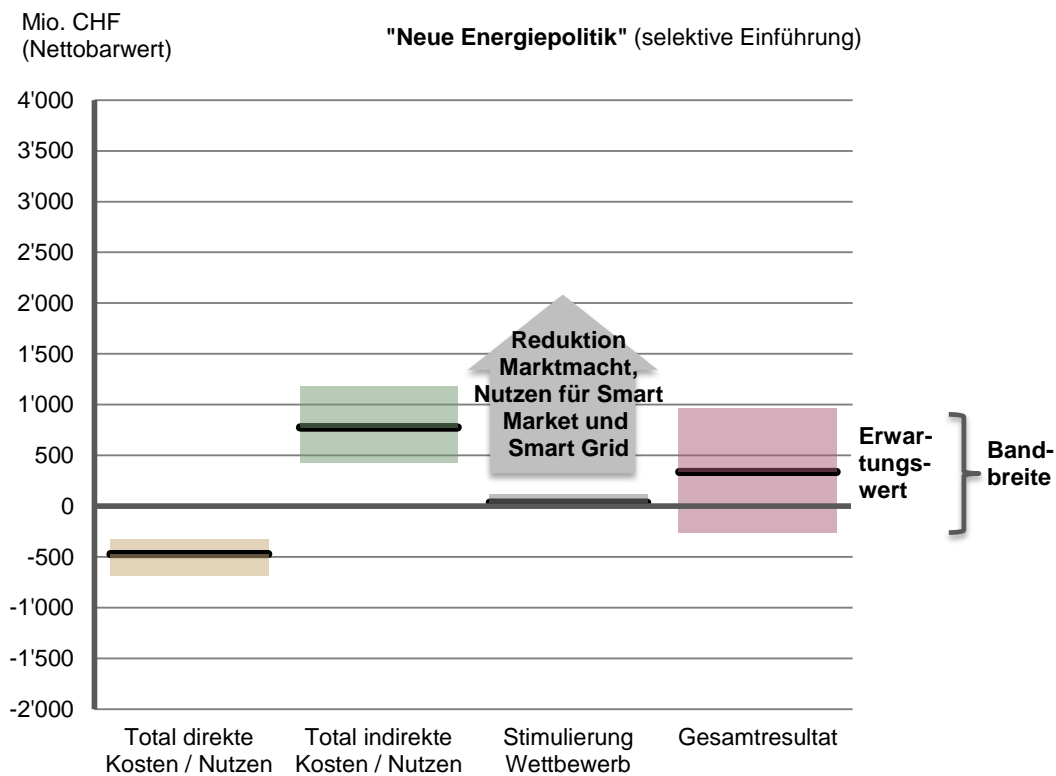 Mio. CHF
(Nettobarwert)
"Neue Energiepolitik" (selektive Einführung)
4'000
3'500
3'000
2'500
2'000
1'500
1'000
500
0
-500
-1'000
-1'500
-2'000
Reduktion
Marktmacht,
Nutzen für Smart
Market und
Smart Grid
Erwar-
tungs-
wert
Band-
breite
Total direkte
Kosten / Nutzen
Total indirekte
Kosten / Nutzen
Stimulierung
Wettbewerb
Gesamtresultat